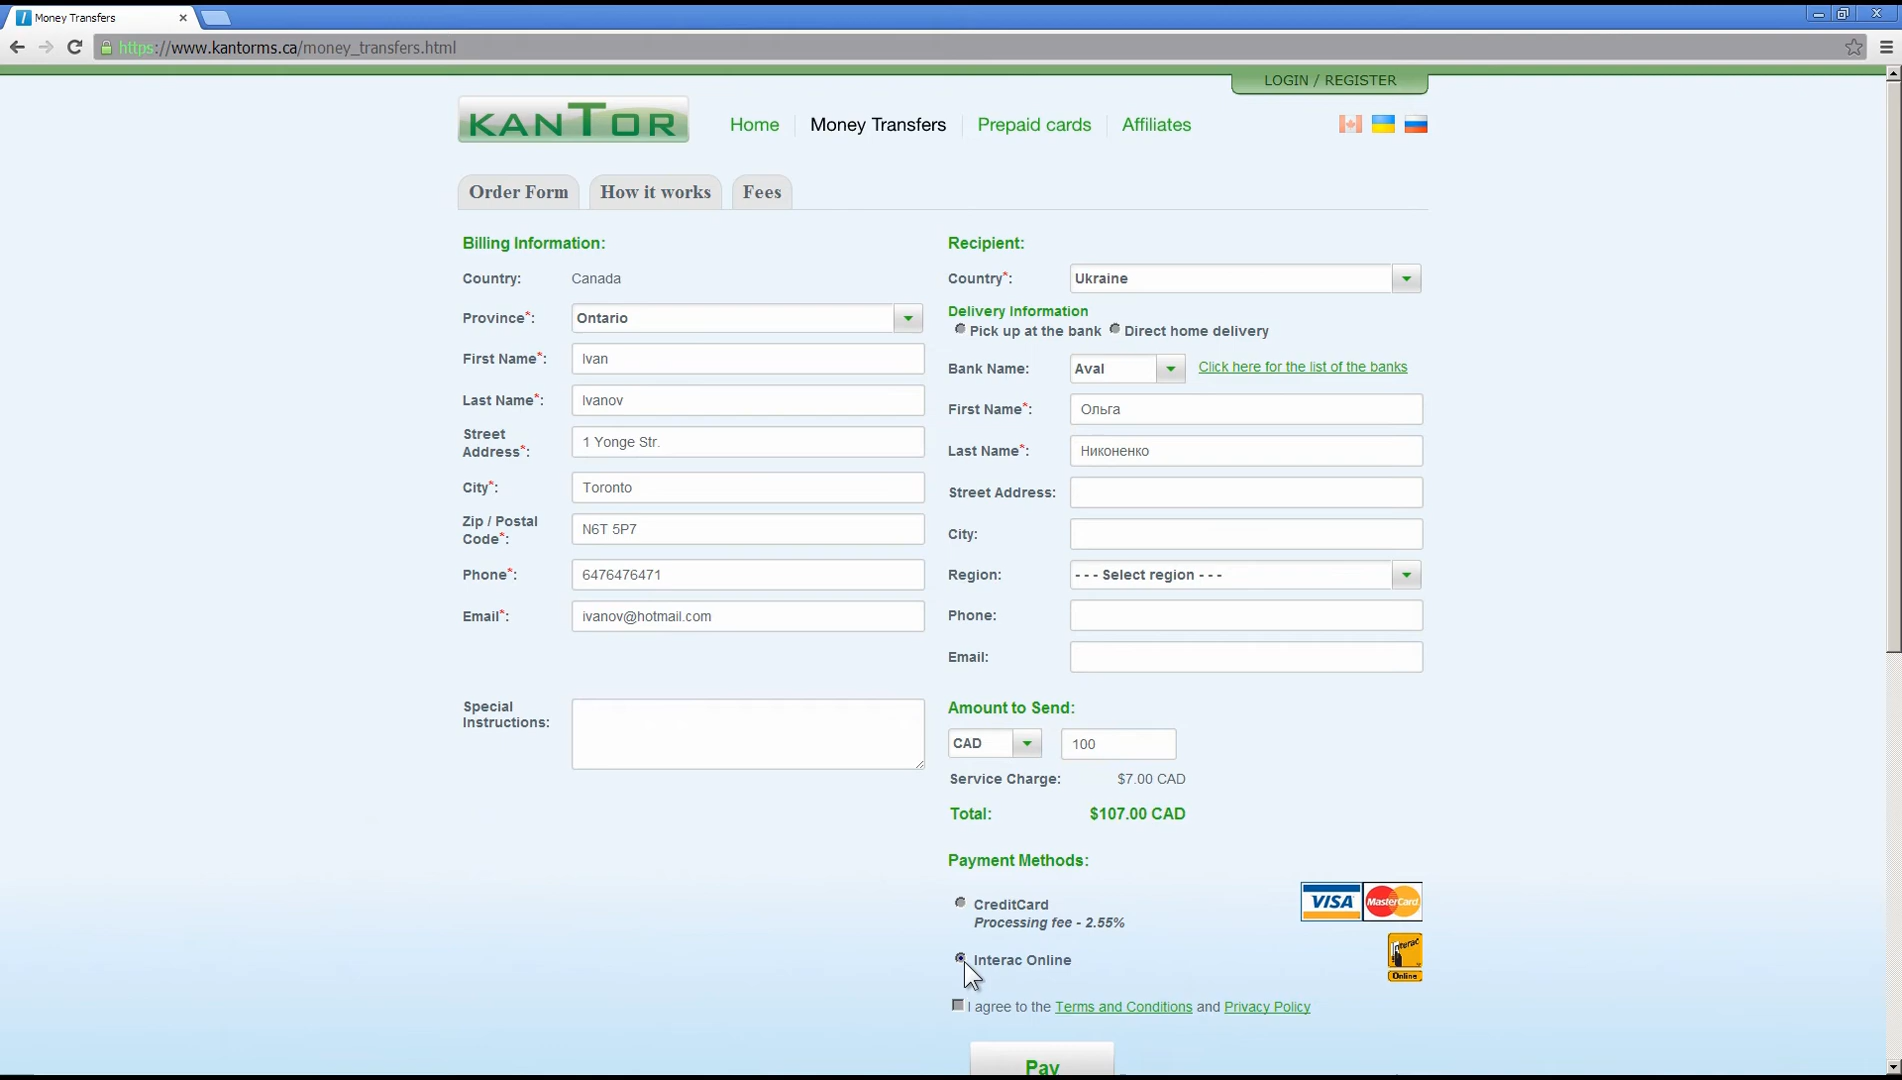 Money Transfers
https://www.kantorms.ca/money_transfers.html
LOGIN / REGISTER
KANTOR
Home
Money Transfers
Prepaid cards
Affiliates
Order Form
How it works
Fees
Billing Information:
Country:
Canada
Province*:
Ontario
First Name*:
Ivan
Last Name*:
Ivanov
Street
Address*:
1 Yonge Str.
City*:
Toronto
Zip / Postal
Code*:
N6T 5P7
Phone*:
6476476471
Email*:
ivanov@hotmail.com
Special
Instructions:
Recipient:
Country*:
Ukraine
Delivery Information
Pick up at the bank
Direct home delivery
Bank Name:
Aval
Click here for the list of the banks
First Name*:
Ольга
Last Name*:
Никоненко
Street Address:
City:
Region:
- - - Select region - - -
Phone:
Email:
Amount to Send:
CAD
100
Service Charge:
$7.00 CAD
Total:
$107.00 CAD
Payment Methods:
CreditCard
Processing fee - 2.55%
VISA
MasterCard
Interac Online
Interac
Online
I agree to the Terms and Conditions and Privacy Policy
Pay